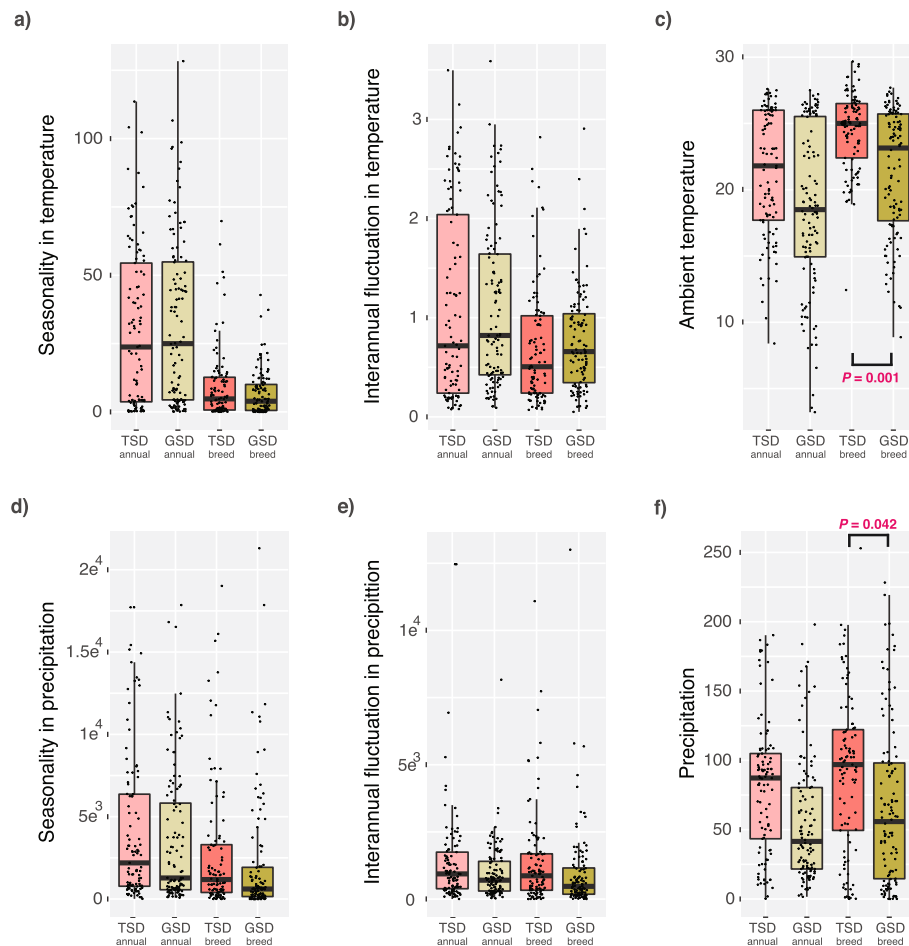 a)
Seasonality in temperature
100
50
0
TSD GSD TSD GSD
annual annual breed breed
b)
Interannual fluctuation in temperature
3
2
1
0
TSD GSD TSD GSD
annual annual breed breed
c)
Ambient temperature
30
20
10
P = 0.001
TSD GSD TSD GSD
annual annual breed breed
d)
Seasonality in precipitation
2e4
1.5e4
1e4
5e3
0
TSD GSD TSD GSD
annual annual breed breed
e)
Interannual fluctuation in precipittion
1e4
5e3
0
TSD GSD TSD GSD
annual annual breed breed
f)
P = 0.042
Precipitation
250
200
150
100
50
0
TSD GSD TSD GSD
annual annual breed breed